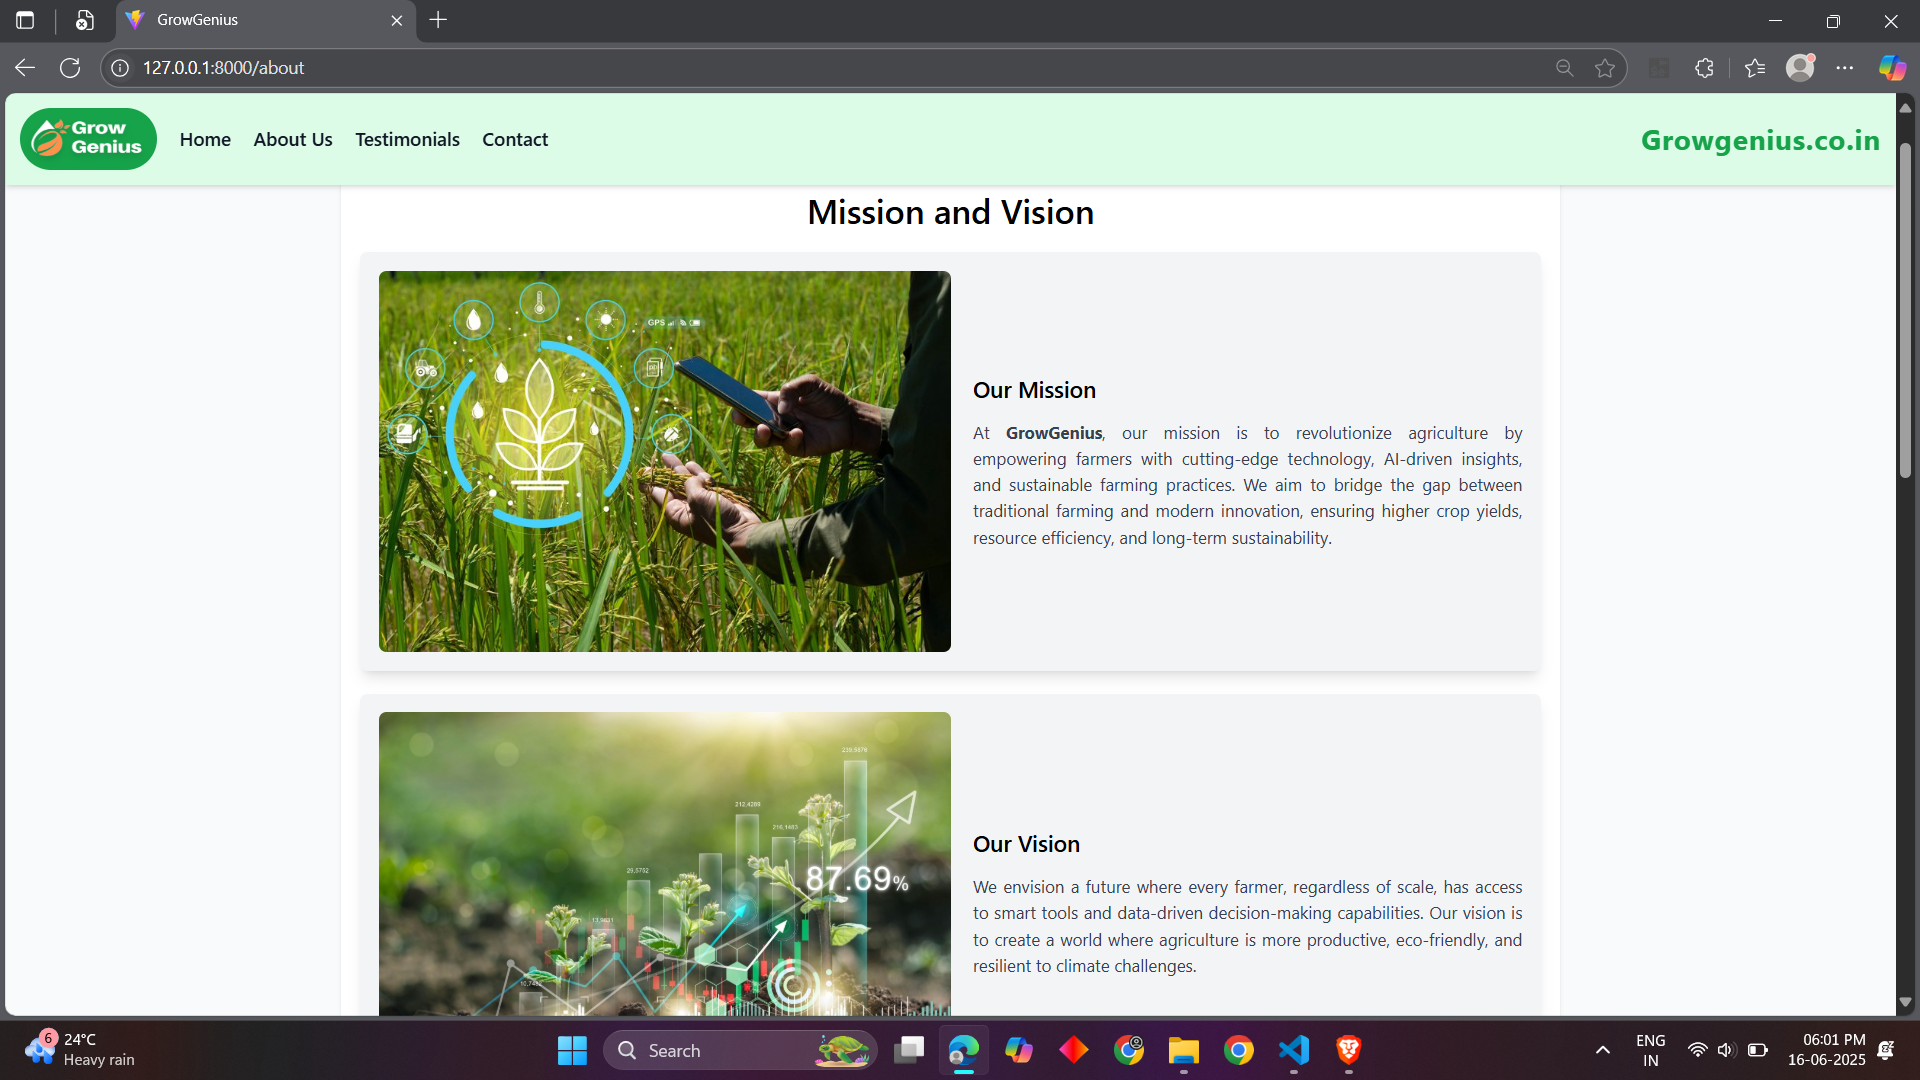 GrowGenius
127.0.0.1:8000/about
Grow
Genius
Home
About Us
Testimonials
Contact
Growgenius.co.in
Mission and Vision
GPS
Our Mission
At GrowGenius, our mission is to revolutionize agriculture by
empowering farmers with cutting-edge technology, AI-driven insights,
and sustainable farming practices. We aim to bridge the gap between
traditional farming and modern innovation, ensuring higher crop yields,
resource efficiency, and long-term sustainability.
212,4289
29,5752
87.69%
Our Vision
We envision a future where every farmer, regardless of scale, has access
to smart tools and data-driven decision-making capabilities. Our vision is
to create a world where agriculture is more productive, eco-friendly, and
resilient to climate challenges.
6
24°C
Heavy rain
Search
ENG
IN
06:01 PM
16-06-2025